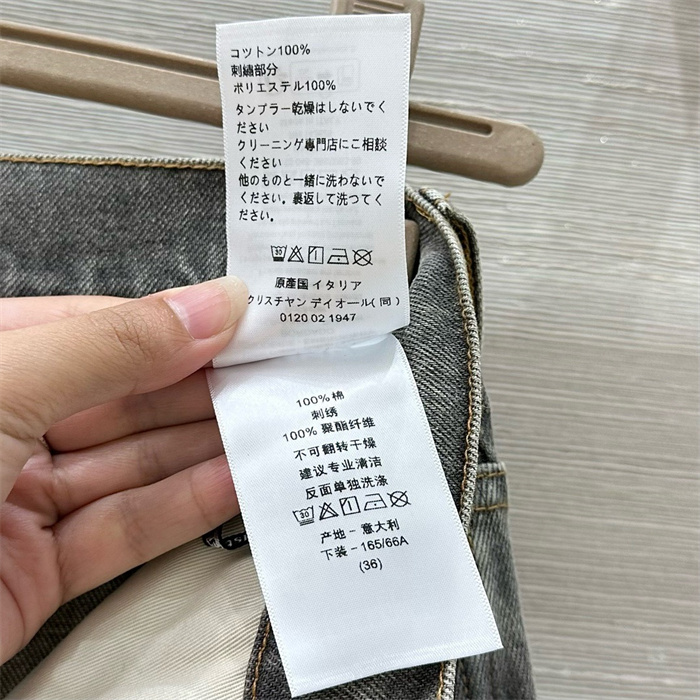 コツトン100%
刺繡部分
ポリエステル100%
タンブラー乾燥はしないでく
ださい
クリーニンゲ専門店にこ相談
ください
他のものと一緒に洗わないで
ください。裏返して洗つてく
ださい。
30
原産国イタリア
クリスチャン デイオール(同)
0120 02 1947
100%棉
刺绣
100% 聚酯纤维
不可翻转干燥
建议专业清洁
反面单独洗涤
30
产地 - 意大利
下装 - 165/66A
(36)